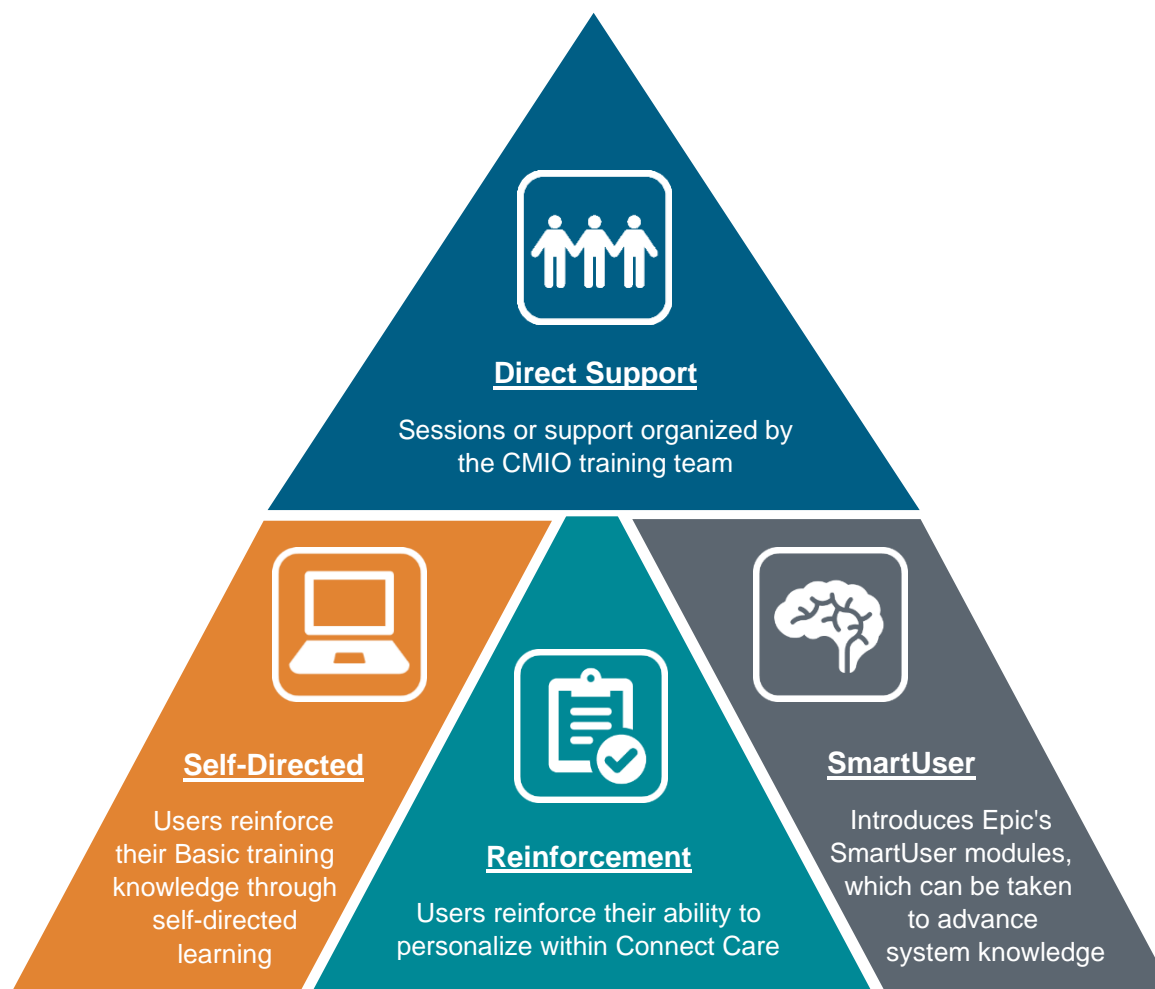 Direct Support
Sessions or support organized by
the CMIO training team
Self-Directed
Users reinforce
their Basic training
knowledge through
self-directed
learning
Reinforcement
Users reinforce their ability to
personalize within Connect Care
SmartUser
Introduces Epic's
SmartUser modules,
which can be taken
to advance
system knowledge